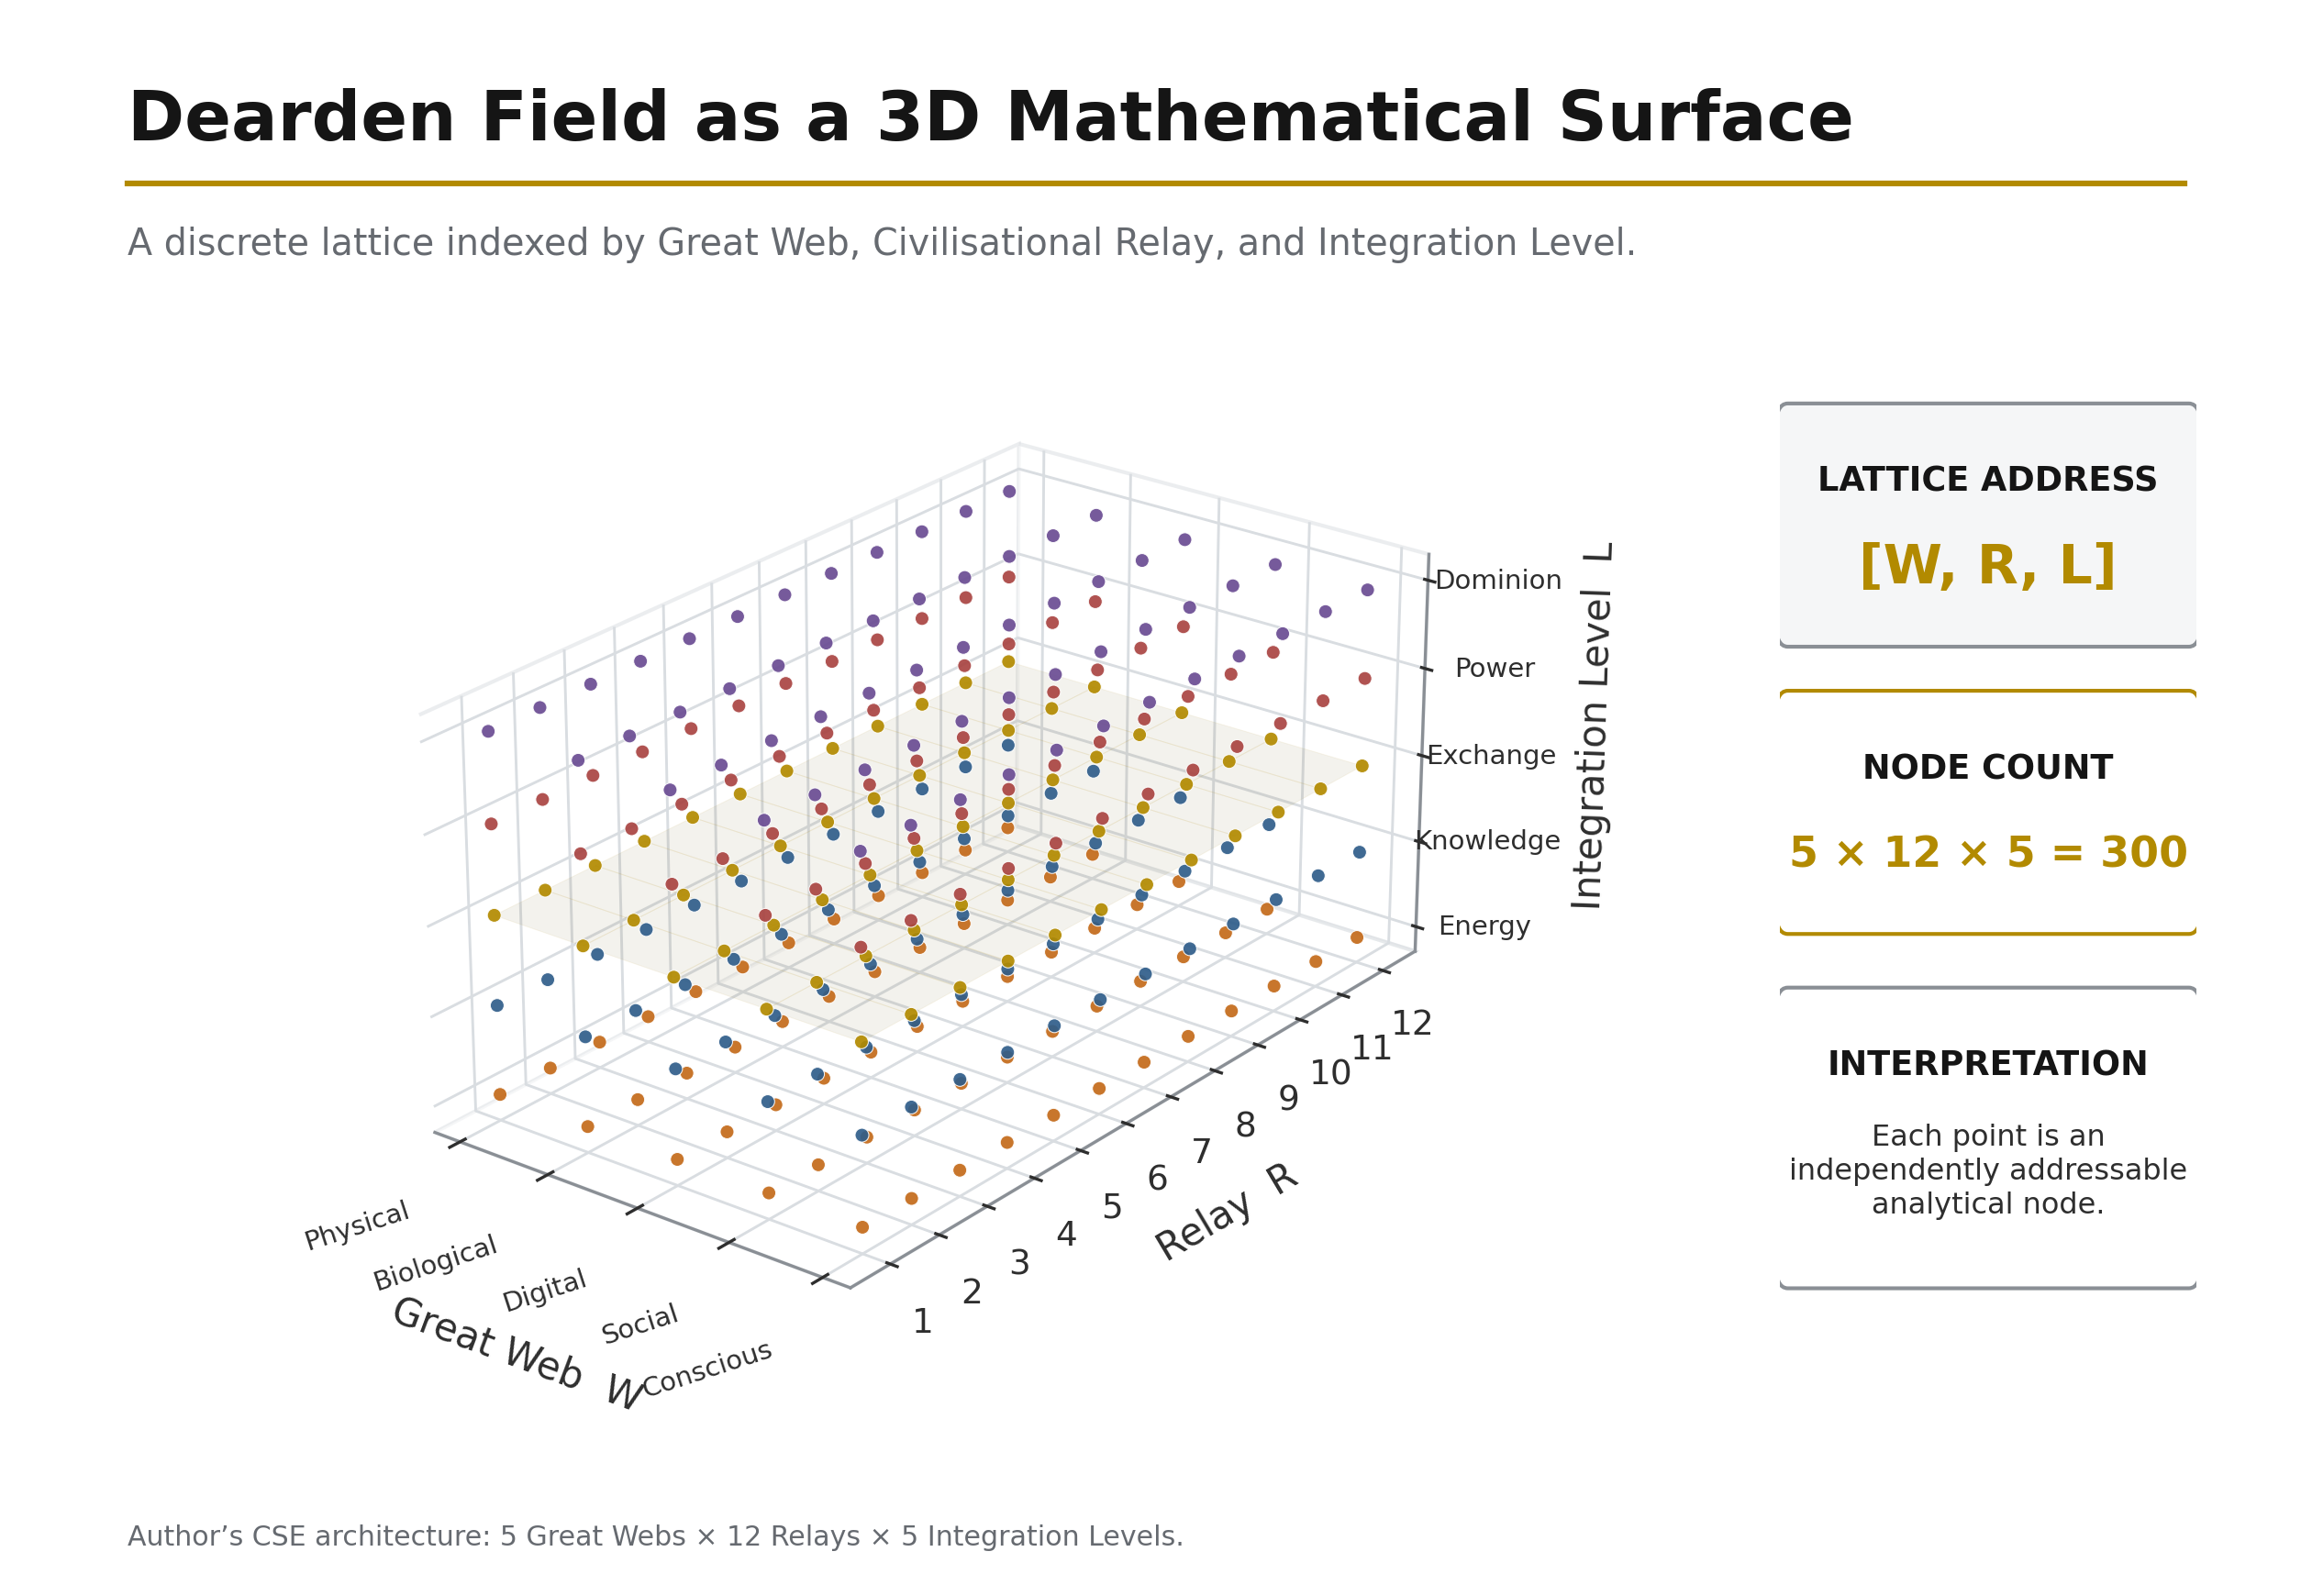 Dearden Field as a 3D Mathematical Surface
A discrete lattice indexed by Great Web, Civilisational Relay, and Integration Level.
Dominion
Power
Exchange
Knowledge
Energy
Integration Level L
Physical
Biological
Digital
Social
Conscious
Great Web W
1
2
3
4
5
6
7
8
9
10
11
12
Relay R
LATTICE ADDRESS
[W, R, L]
NODE COUNT
5 × 12 × 5 = 300
INTERPRETATION
Each point is an
independently addressable
analytical node.
Author’s CSE architecture: 5 Great Webs × 12 Relays × 5 Integration Levels.